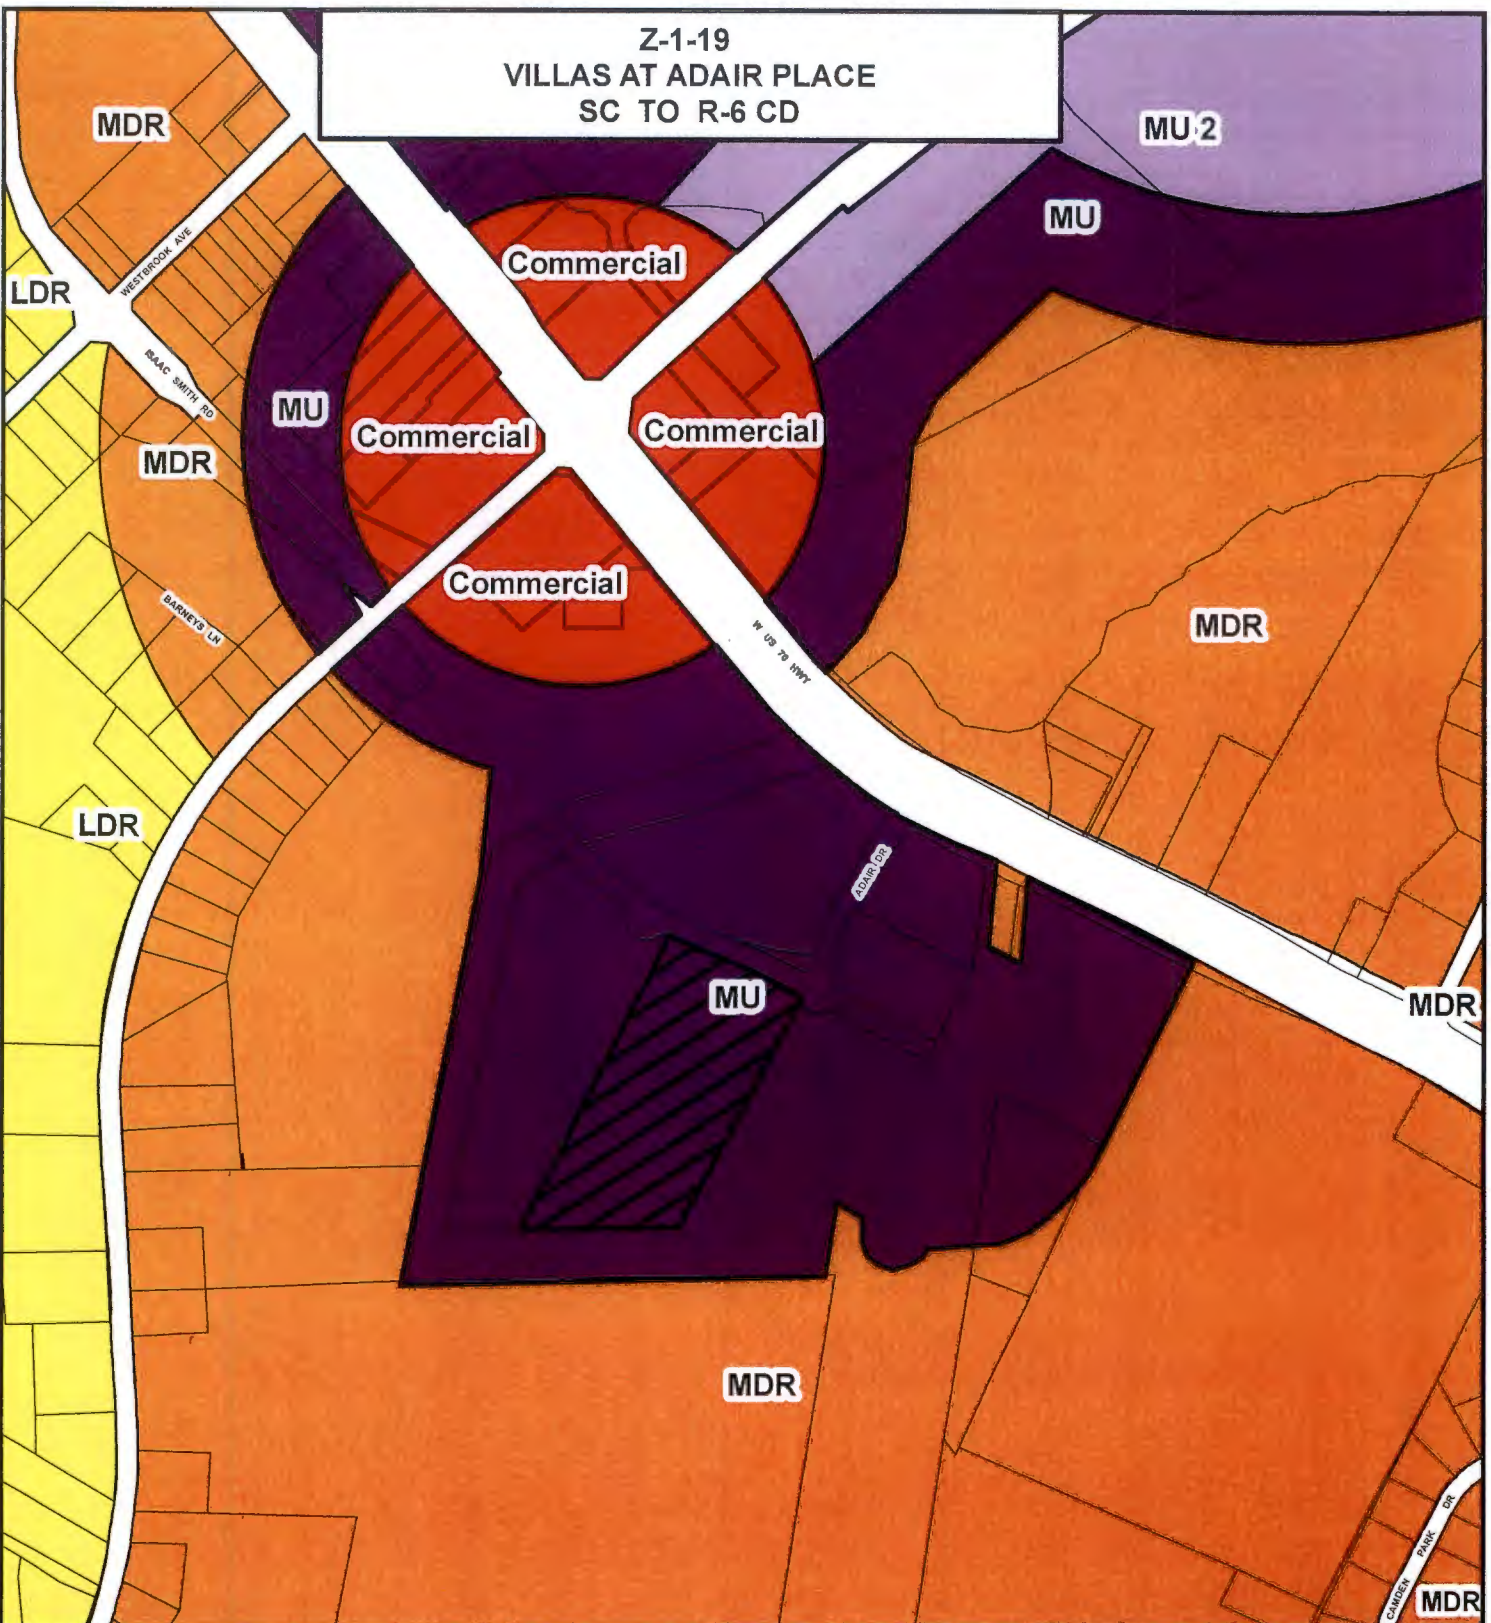 Z-1-19
VILLAS AT ADAIR PLACE
SC TO R-6 CD
MDR
MU 2
MU
WESTBROOK AVE
Commercial
LDR
ISAAC SMITH RD
MU
Commercial
Commercial
MDR
Commercial
BARNEYS LN
W US 70 HWY
MDR
LDR
ADAIR DR
MU
MDR
MDR
CAMDEN PARK DR
MDR